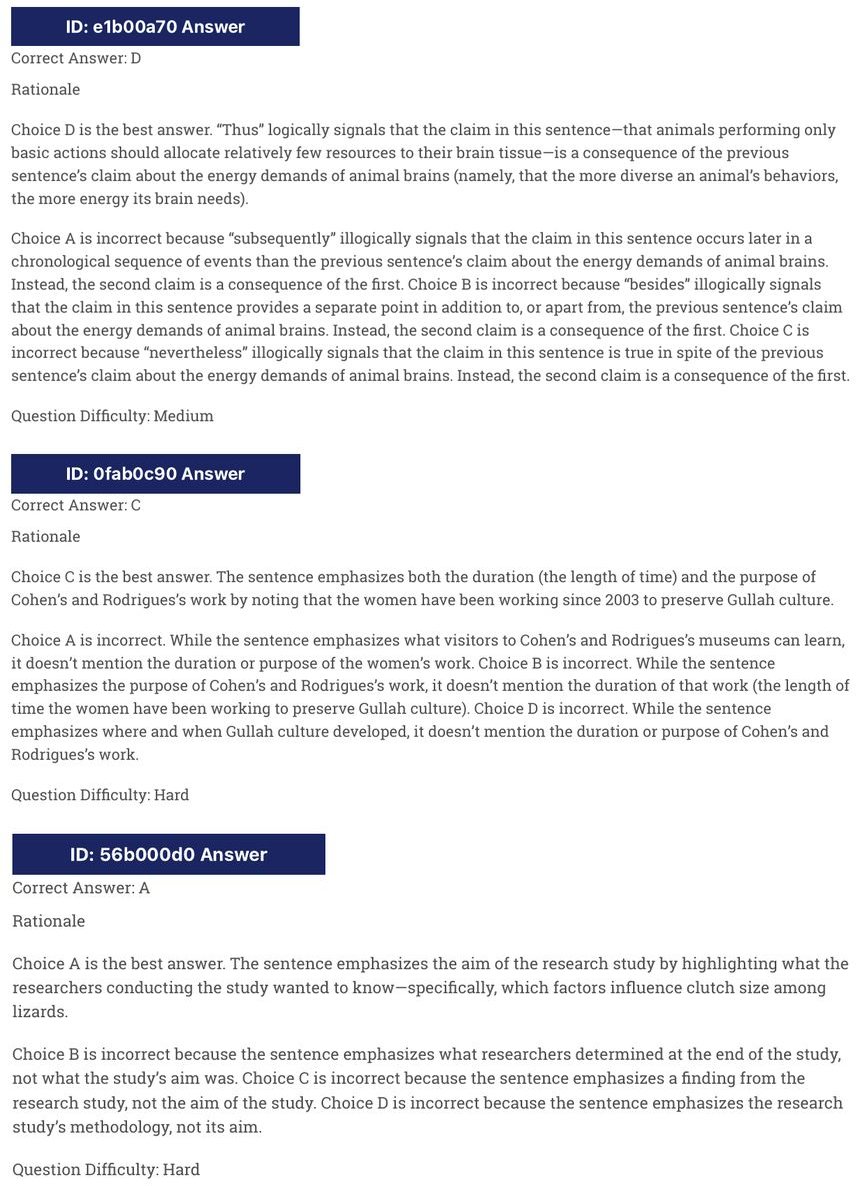 ID: e1b00a70 Answer
Correct Answer: D
Rationale
Choice D is the best answer. “Thus” logically signals that the claim in this sentence—that animals performing only
basic actions should allocate relatively few resources to their brain tissue—is a consequence of the previous
sentence’s claim about the energy demands of animal brains (namely, that the more diverse an animal’s behaviors,
the more energy its brain needs).
Choice A is incorrect because “subsequently” illogically signals that the claim in this sentence occurs later in a
chronological sequence of events than the previous sentence’s claim about the energy demands of animal brains.
Instead, the second claim is a consequence of the first. Choice B is incorrect because “besides” illogically signals
that the claim in this sentence provides a separate point in addition to, or apart from, the previous sentence’s claim
about the energy demands of animal brains. Instead, the second claim is a consequence of the first. Choice C is
incorrect because “nevertheless” illogically signals that the claim in this sentence is true in spite of the previous
sentence’s claim about the energy demands of animal brains. Instead, the second claim is a consequence of the first.
Question Difficulty: Medium
ID: 0fab0c90 Answer
Correct Answer: C
Rationale
Choice C is the best answer. The sentence emphasizes both the duration (the length of time) and the purpose of
Cohen’s and Rodrigues’s work by noting that the women have been working since 2003 to preserve Gullah culture.
Choice A is incorrect. While the sentence emphasizes what visitors to Cohen’s and Rodrigues’s museums can learn,
it doesn’t mention the duration or purpose of the women’s work. Choice B is incorrect. While the sentence
emphasizes the purpose of Cohen’s and Rodrigues’s work, it doesn’t mention the duration of that work (the length of
time the women have been working to preserve Gullah culture). Choice D is incorrect. While the sentence
emphasizes where and when Gullah culture developed, it doesn’t mention the duration or purpose of Cohen’s and
Rodrigues’s work.
Question Difficulty: Hard
ID: 56b000d0 Answer
Correct Answer: A
Rationale
Choice A is the best answer. The sentence emphasizes the aim of the research study by highlighting what the
researchers conducting the study wanted to know—specifically, which factors influence clutch size among
lizards.
Choice B is incorrect because the sentence emphasizes what researchers determined at the end of the study,
not what the study’s aim was. Choice C is incorrect because the sentence emphasizes a finding from the
research study, not the aim of the study. Choice D is incorrect because the sentence emphasizes the research
study’s methodology, not its aim.
Question Difficulty: Hard